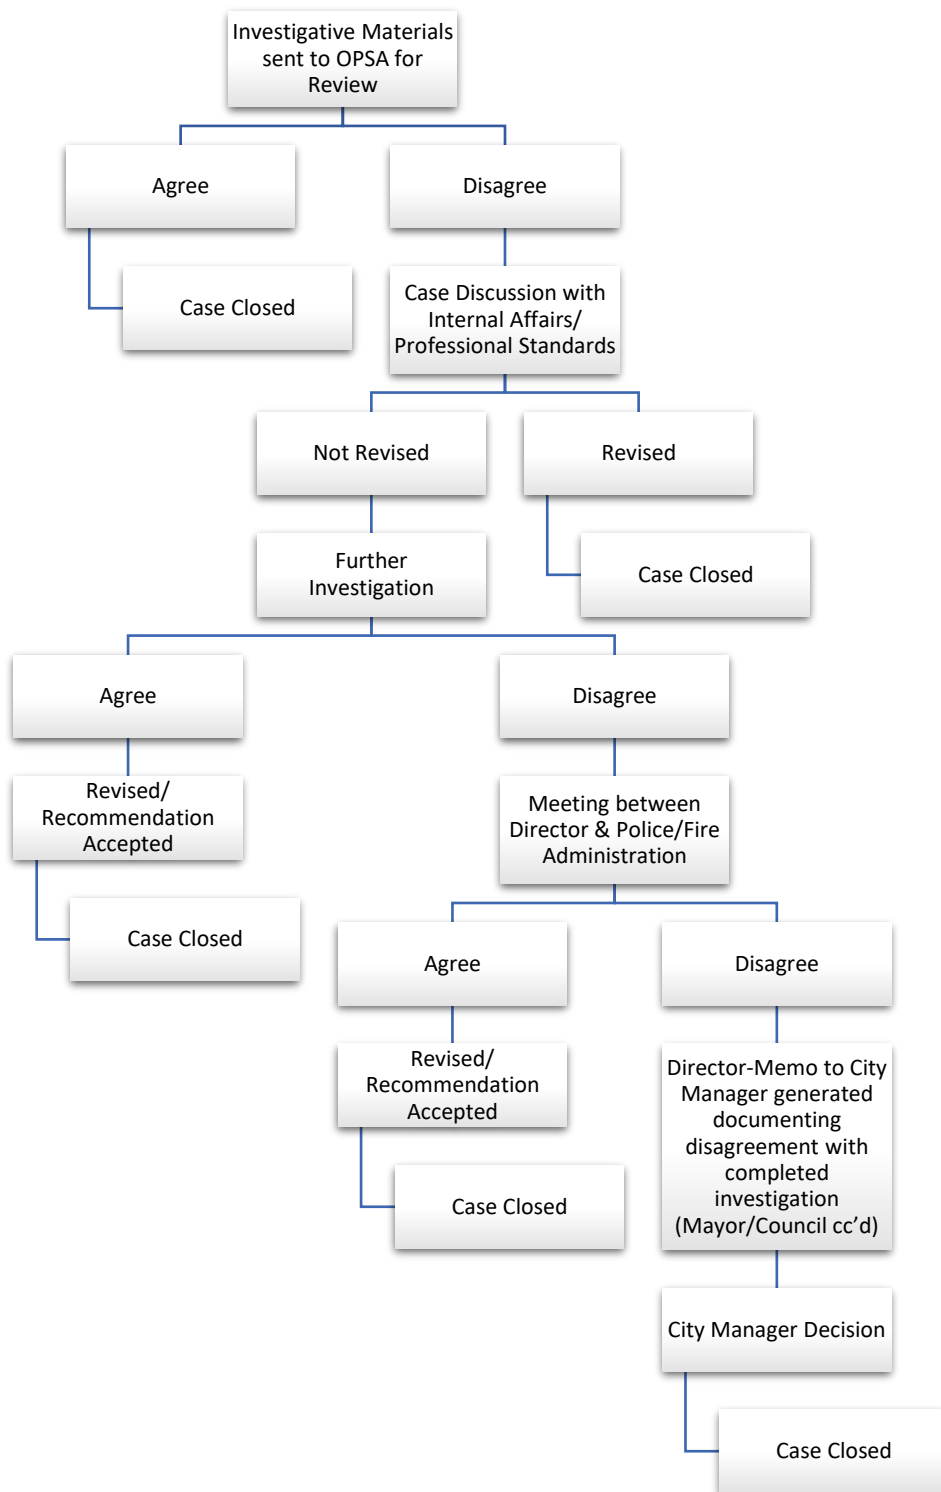 Investigative Materials
sent to OPSA for
Review
Agree
Disagree
Case Closed
Case Discussion with
Internal Affairs/
Professional Standards
Not Revised
Revised
Further
Investigation
Case Closed
Agree
Disagree
Revised/
Recommendation
Accepted
Meeting between
Director & Police/Fire
Administration
Case Closed
Agree
Disagree
Revised/
Recommendation
Accepted
Director-Memo to City
Manager generated
documenting
disagreement with
completed
investigation
(Mayor/Council cc’d)
Case Closed
City Manager Decision
Case Closed